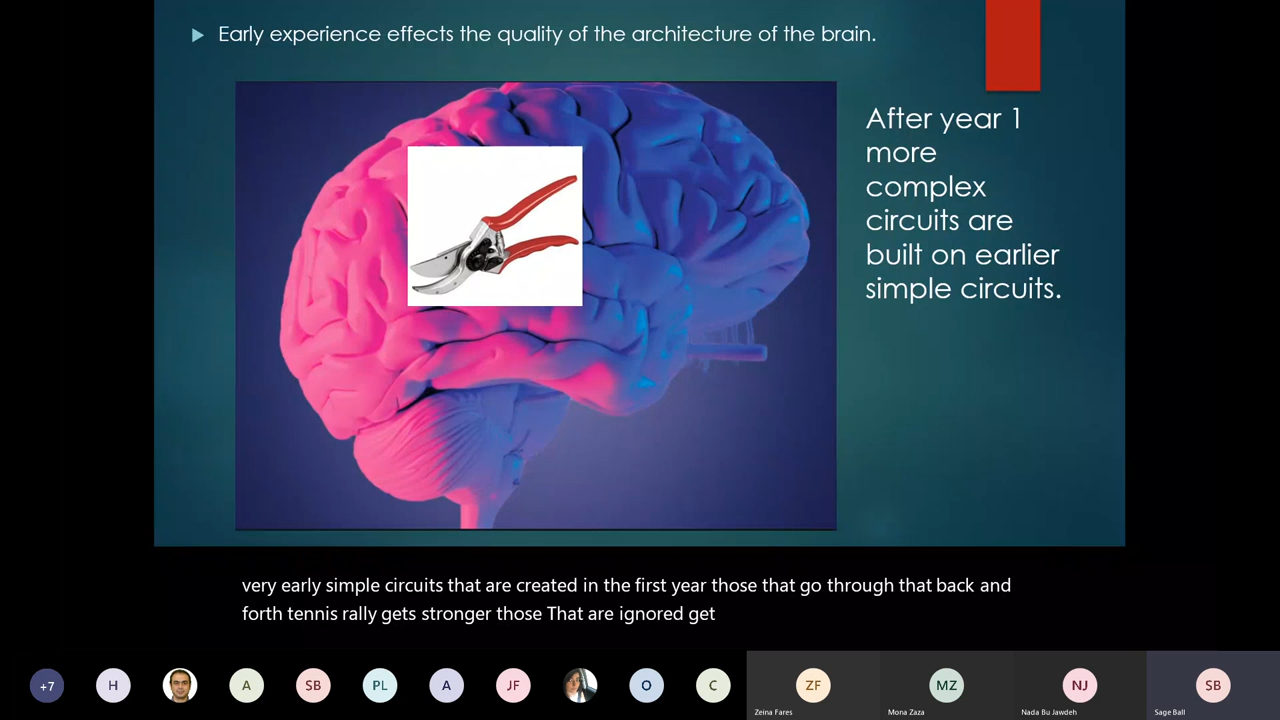 Early experience effects the quality of the architecture of the brain.
After year 1
more
complex
circuits are
built on earlier
simple circuits.
very early simple circuits that are created in the first year those that go through that back and
forth tennis rally gets stronger those That are ignored get
+7
H
A
SB
PL
A
JF
O
C
ZF
MZ
NJ
SB
Zeina Fares
Mona Zaza
Nada Bu Jawdeh
Sage Ball